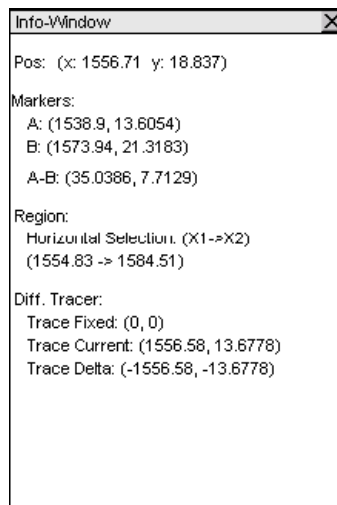 Info-Window
Pos: (x: 1556.71 y: 18.837)
Markers:
A: (1538.9, 13.6054)
B: (1573.94, 21.3183)
A-B: (35.0386, 7.7129)
Region:
Horizontal Selection: (X1->X2)
(1554.83 -> 1584.51)
Diff. Tracer:
Trace Fixed: (0, 0)
Trace Current: (1556.58, 13.6778)
Trace Delta: (-1556.58, -13.6778)